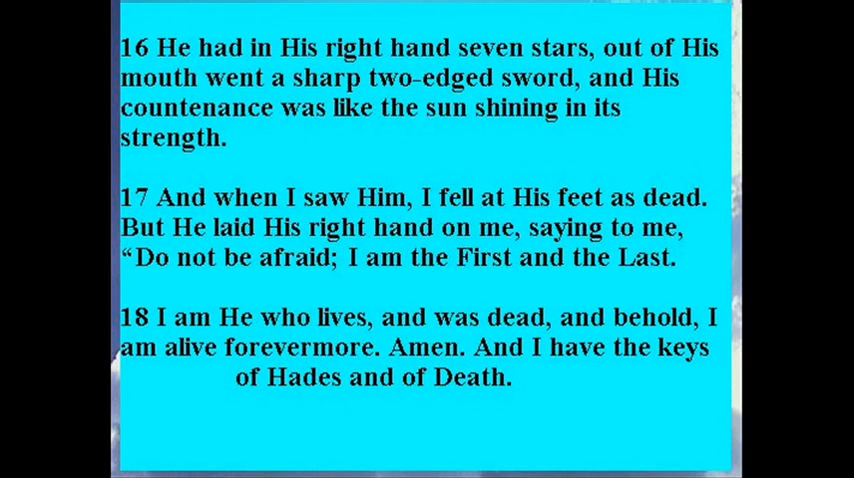 16 He had in His right hand seven stars, out of His
mouth went a sharp two-edged sword, and His
countenance was like the sun shining in its
strength.
17 And when I saw Him, I fell at His feet as dead.
But He laid His right hand on me, saying to me,
“Do not be afraid; I am the First and the Last.
18 I am He who lives, and was dead, and behold, I
am alive forevermore. Amen. And I have the keys
of Hades and of Death.